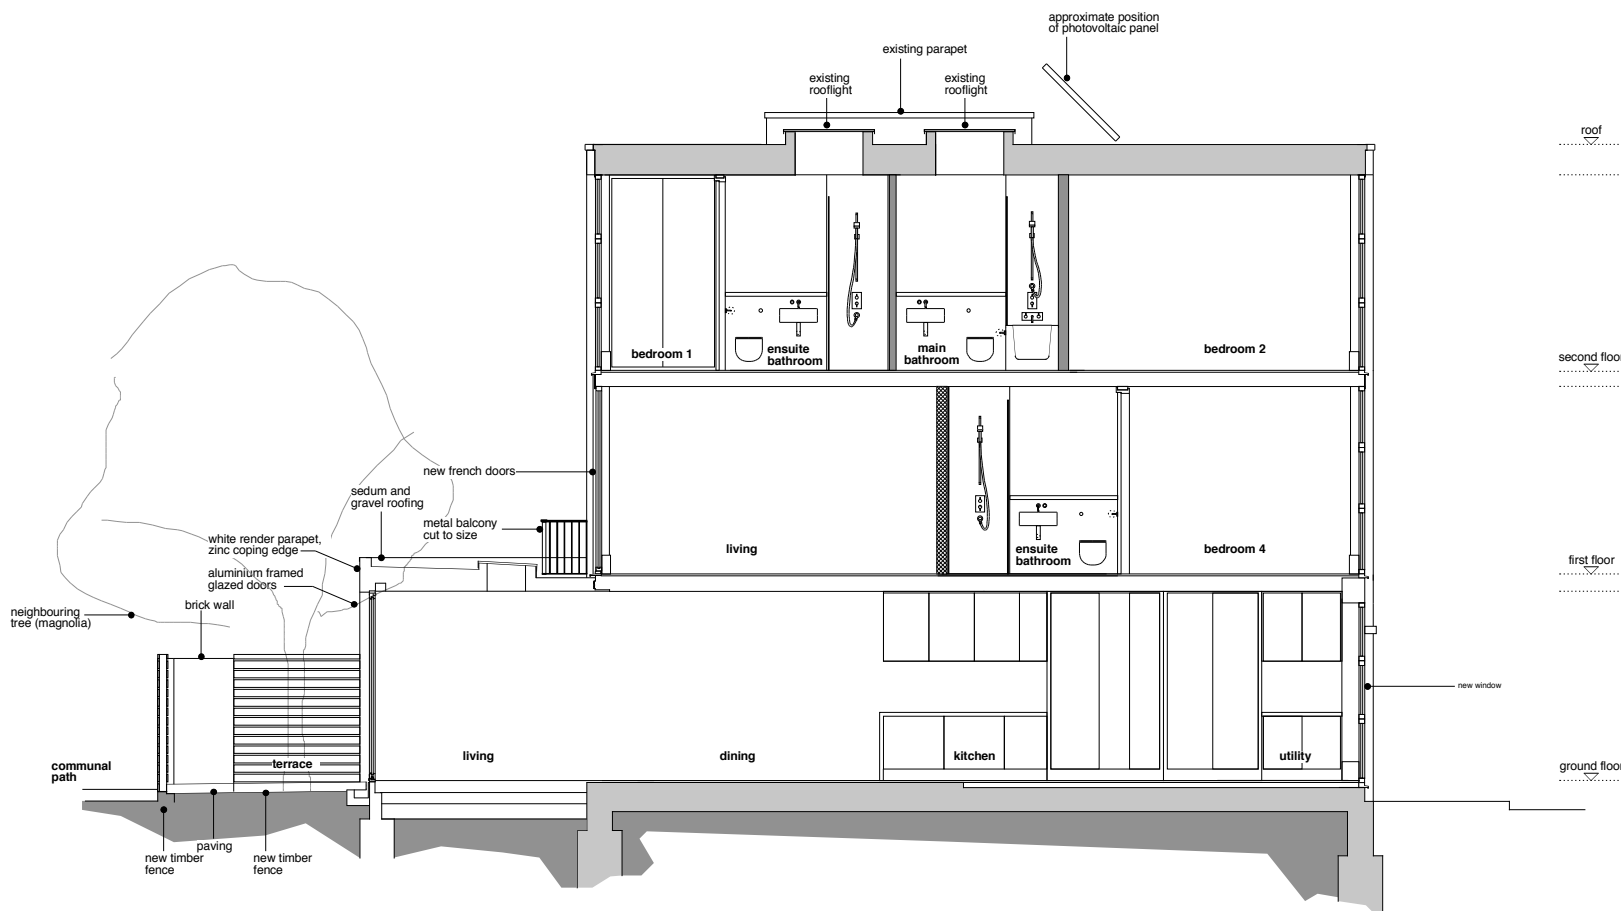 approximate position
of photovoltaic panel
existing parapet
existing
rooflight
existing
rooflight
roof
bedroom 1
ensuite
bathroom
main
bathroom
bedroom 2
second floor
new french doors
sedum and
gravel roofing
metal balcony
cut to size
white render parapet,
zinc coping edge
aluminium framed
glazed doors
brick wall
neighbouring
tree (magnolia)
living
ensuite
bathroom
bedroom 4
first floor
new window
communal
path
terrace
living
dining
kitchen
utility
ground floor
paving
new timber
fence
new timber
fence